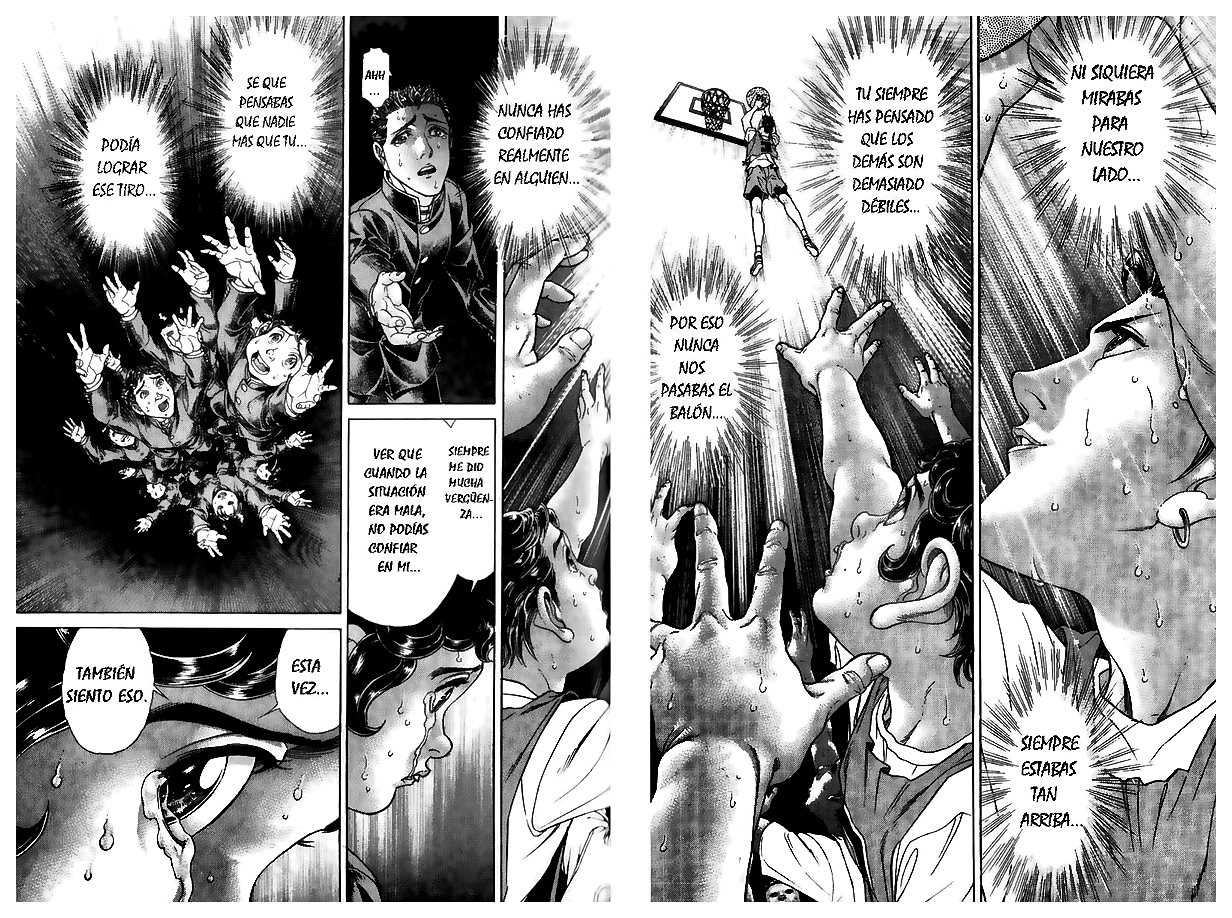 NI SIQUIERA
MIRABAS
PARA
NUESTRO
LADO...
SIEMPRE
ESTABAS
TAN
ARRIBA...
TU SIEMPRE
HAS PENSADO
QUE LOS
DEMÁS SON
DEMASIADO
DÉBILES...
POR ESO
NUNCA
NOS
PASABAS EL
BALÓN...
NUNCA HAS
CONFIADO
REALMENTE
EN ALGUIEN...
AHH
...
SE QUE
PENSABAS
QUE NADIE
MAS QUE TU...
PODÍA
LOGRAR
ESE TIRO...
SIEMPRE
ME DIO
MUCHA
VERGÜEN-
ZA...
VER QUE
CUANDO LA
SITUACIÓN
ERA MALA,
NO PODÍAS
CONFIAR
EN MI...
ESTA
VEZ...
TAMBIÉN
SIENTO ESO.